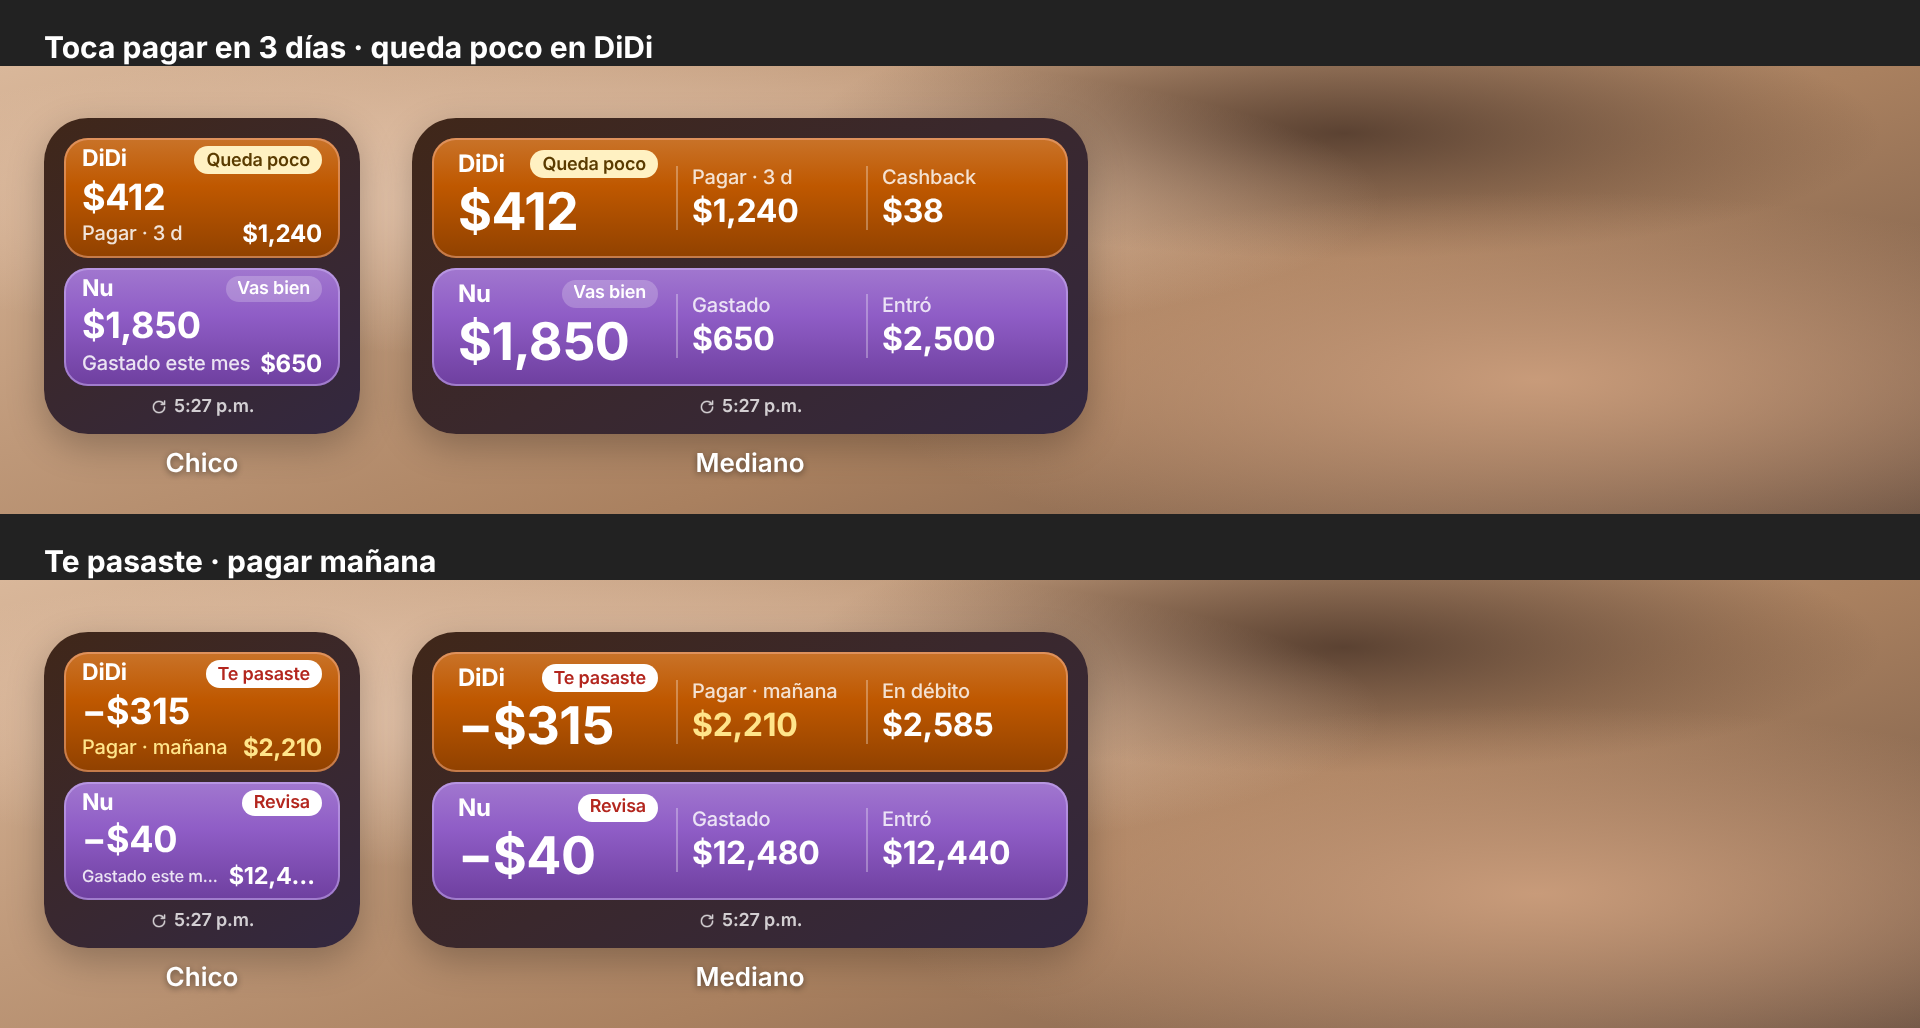 Toca pagar en 3 días · queda poco en DiDi
DiDi Queda poco
$412
Pagar · 3 d $1,240
Nu Vas bien
$1,850
Gastado este mes $650
5:27 p.m.
Chico
DiDi Queda poco
$412
Pagar · 3 d
$1,240
Cashback
$38
Nu Vas bien
$1,850
Gastado
$650
Entró
$2,500
5:27 p.m.
Mediano
Te pasaste · pagar mañana
DiDi Te pasaste
−$315
Pagar · mañana $2,210
Nu Revisa
−$40
Gastado este m... $12,4...
5:27 p.m.
Chico
DiDi Te pasaste
−$315
Pagar · mañana
$2,210
En débito
$2,585
Nu Revisa
−$40
Gastado
$12,480
Entró
$12,440
5:27 p.m.
Mediano